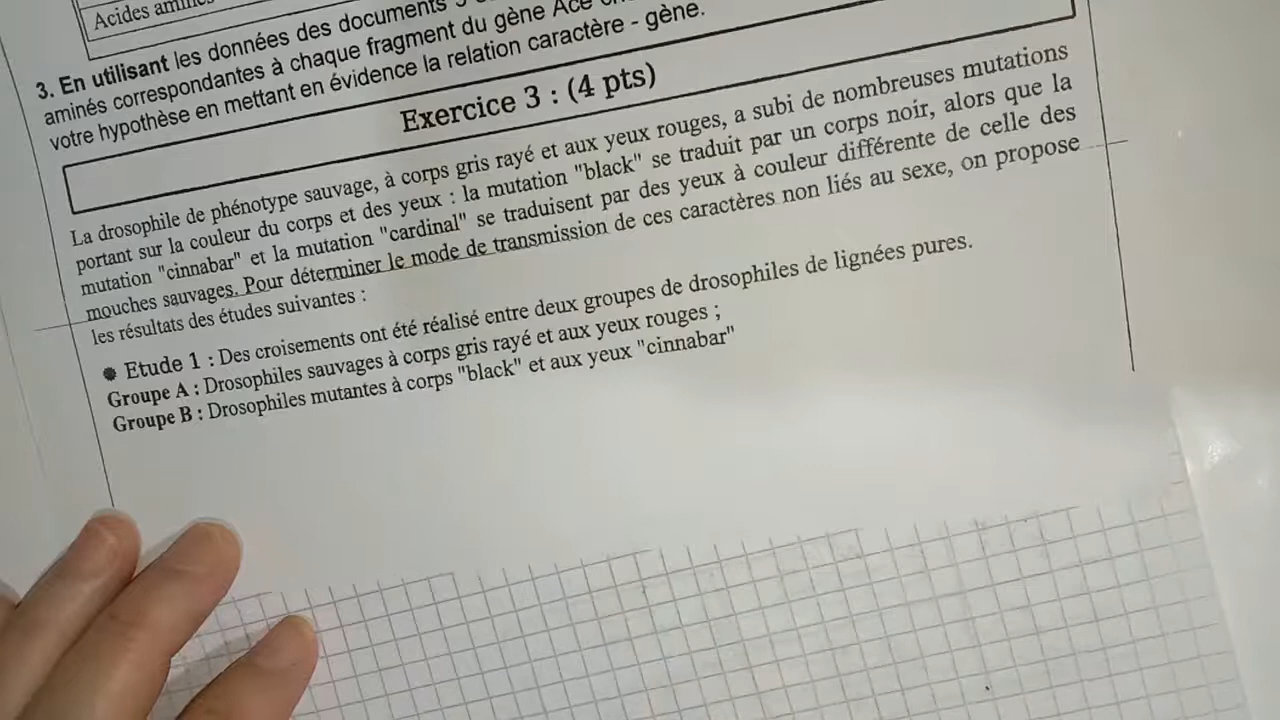 Acides aminés
3. En utilisant les données des documents
aminés correspondantes à chaque fragment du gène Ace
votre hypothèse en mettant en évidence la relation caractère - gène.
Exercice 3 : (4 pts)
La drosophile de phénotype sauvage, à corps gris rayé et aux yeux rouges, a subi de nombreuses mutations
portant sur la couleur du corps et des yeux : la mutation "black" se traduit par un corps noir, alors que la
mutation "cinnabar" et la mutation "cardinal" se traduisent par des yeux à couleur différente de celle des
mouches sauvages. Pour déterminer le mode de transmission de ces caractères non liés au sexe, on propose
les résultats des études suivantes :
● Etude 1 : Des croisements ont été réalisé entre deux groupes de drosophiles de lignées pures.
Groupe A : Drosophiles sauvages à corps gris rayé et aux yeux rouges ;
Groupe B : Drosophiles mutantes à corps "black" et aux yeux "cinnabar"